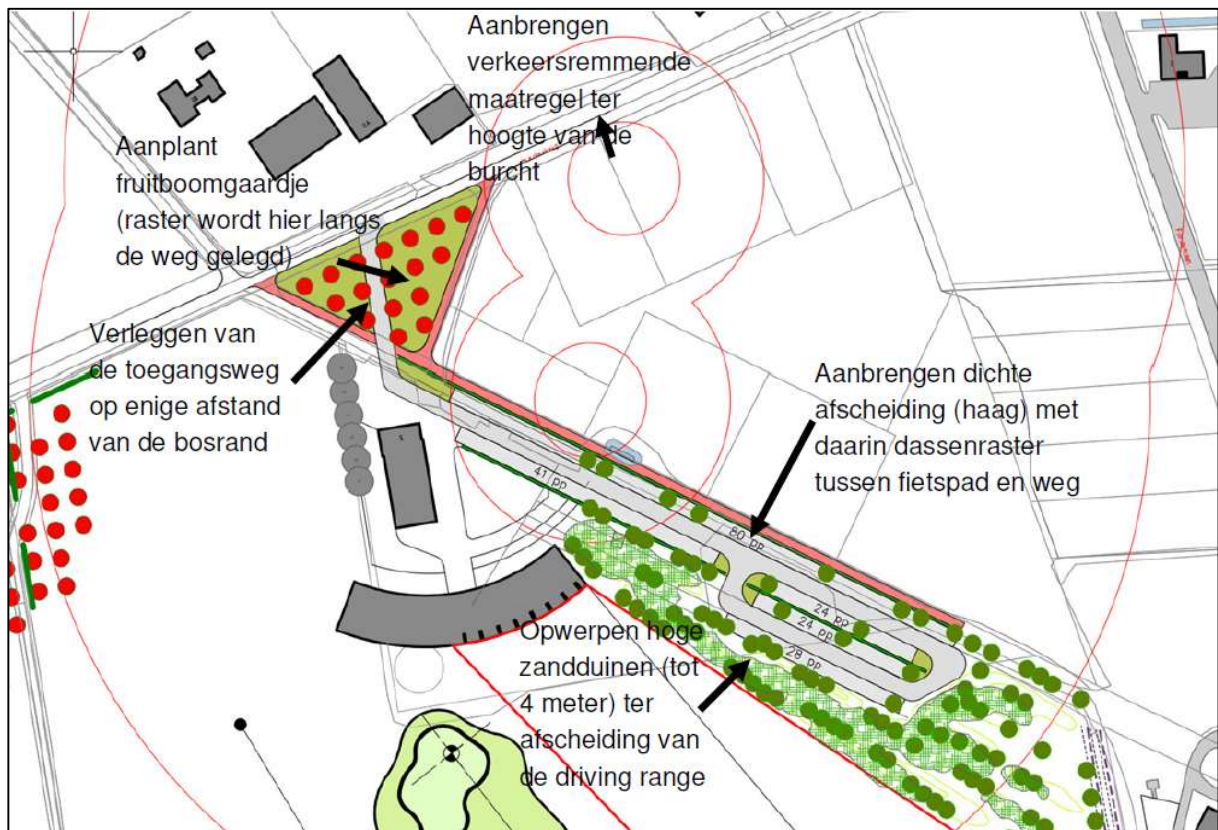 Aanbrengen
verkeersremmende
maatregel ter
hoogte van de
burcht
Aanplant
fruitboomgaardje
(raster wordt hier langs
de weg gelegd)
Verleggen van
de toegangsweg
op enige afstand
van de bosrand
Aanbrengen dichte
afscheiding (haag) met
daarin dassenraster
tussen fietspad en weg
41 pp
80 pp
24 pp
24 pp
28 pp
Opwerpen hoge
zandduinen (tot
4 meter) ter
afscheiding van
de driving range